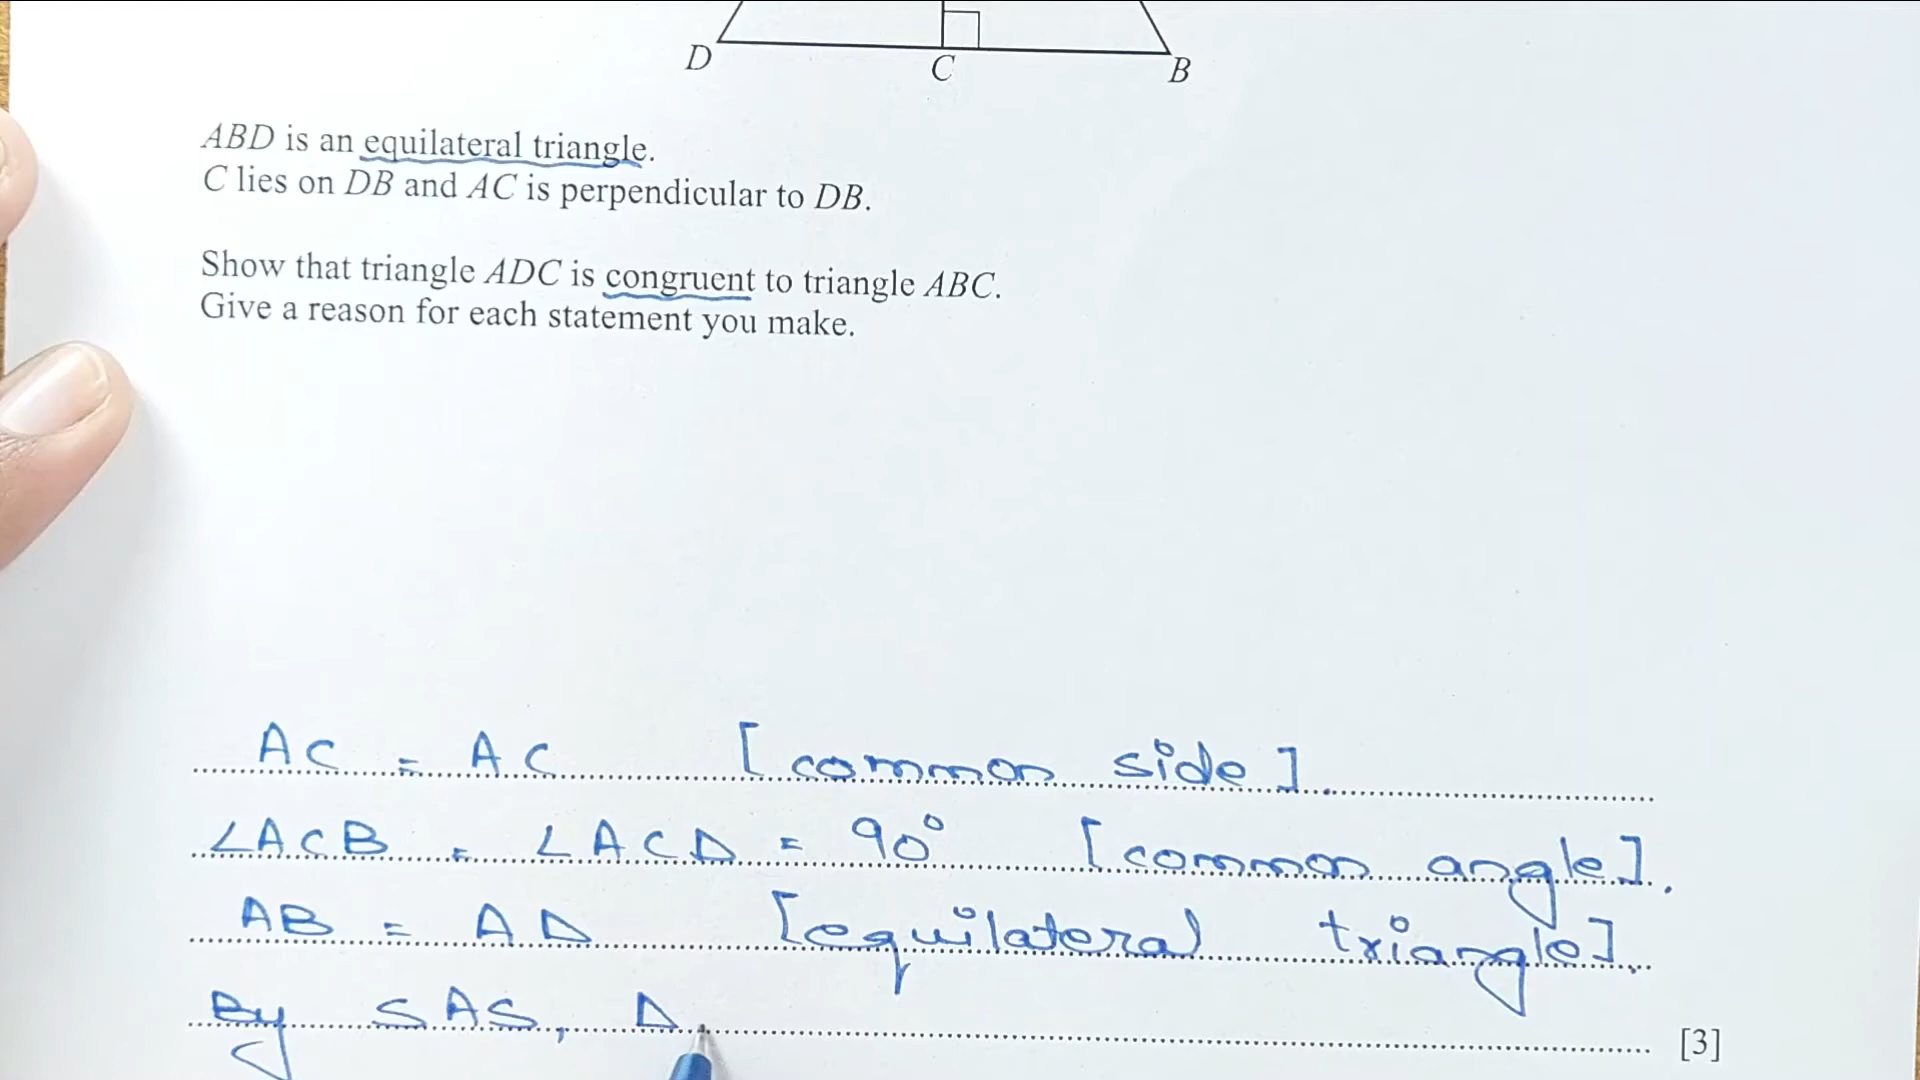 D
C
B
ABD is an equilateral triangle.
C lies on DB and AC is perpendicular to DB.
Show that triangle ADC is congruent to triangle ABC.
Give a reason for each statement you make.
AC = AC [common side].
∠ACB = ∠ACD = 90° [common angle].
AB = AD [equilateral triangle].
By SAS, Δ
[3]